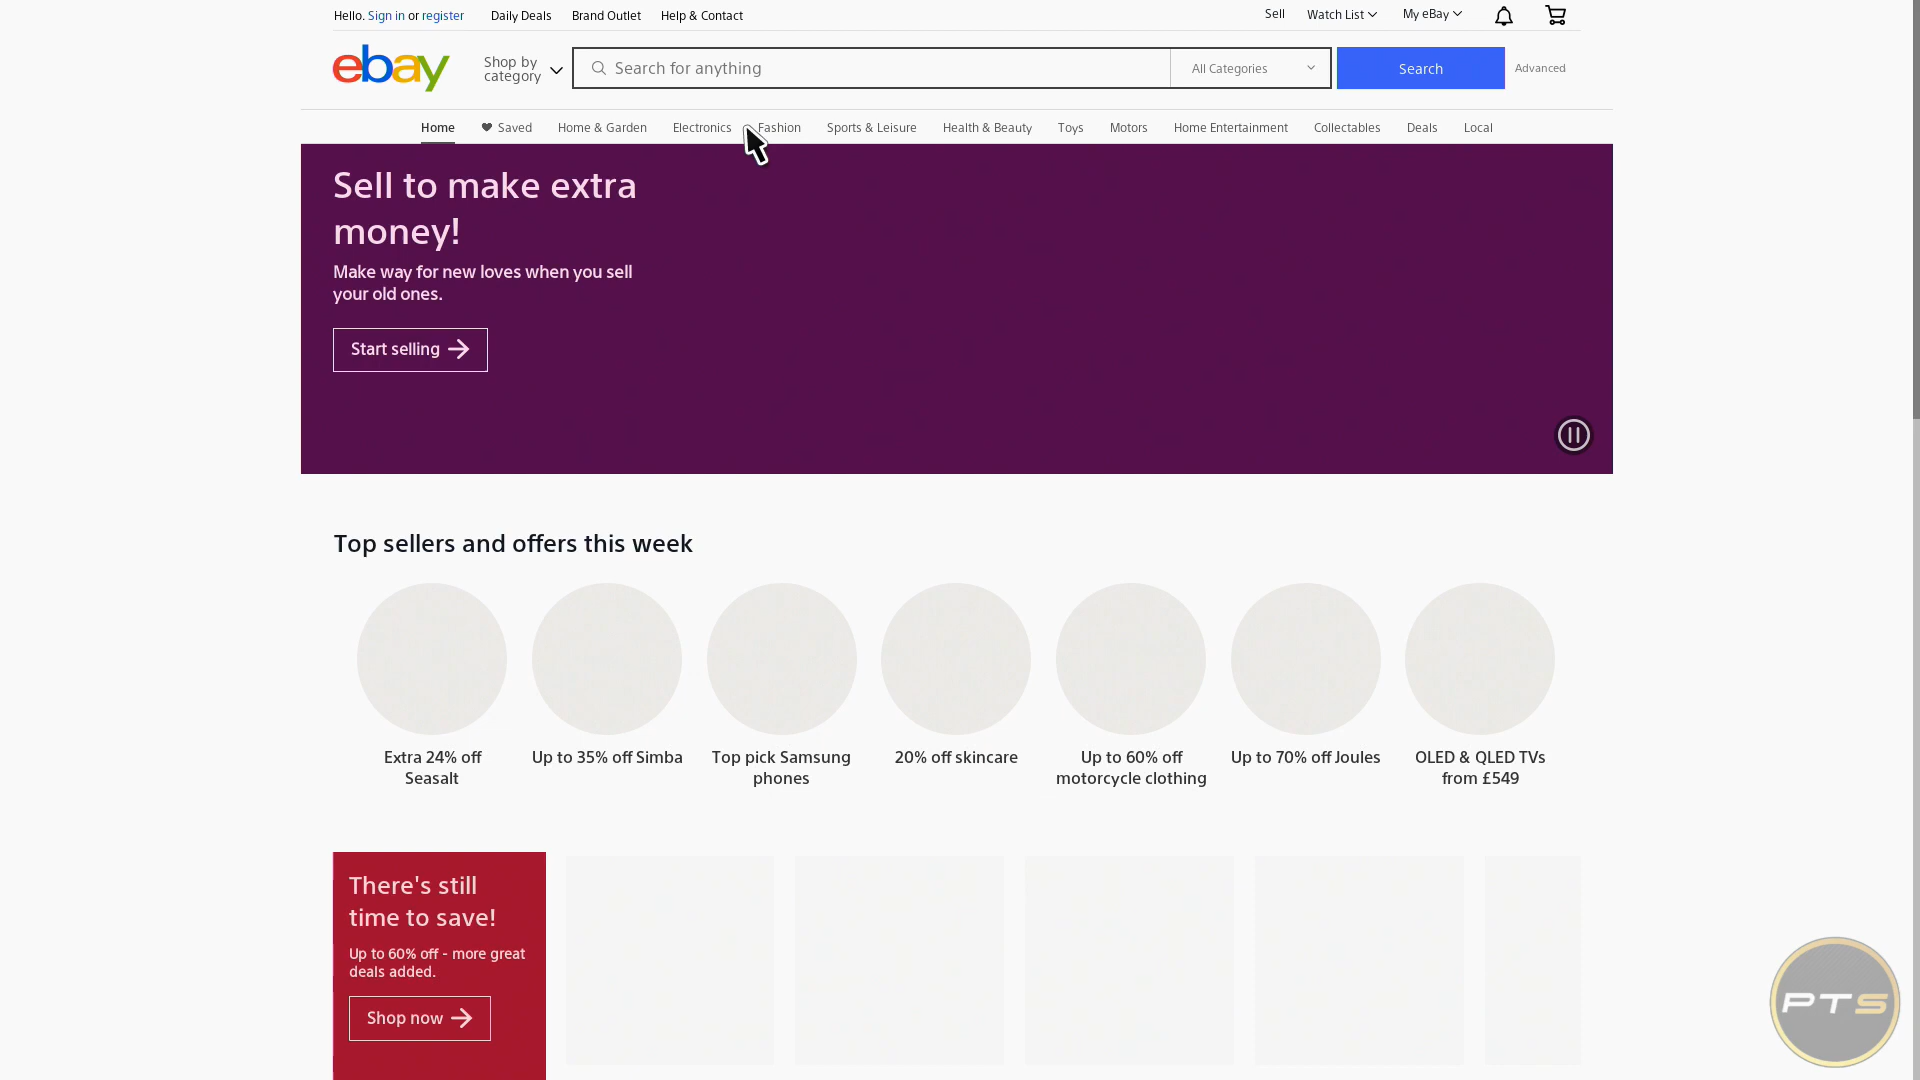 Hello. Sign in or register Daily Deals Brand Outlet Help & Contact Sell Watch List My eBay
ebay Shop by category Search for anything All Categories Search Advanced
Home Saved Home & Garden Electronics Fashion Sports & Leisure Health & Beauty Toys Motors Home Entertainment Collectables Deals Local
Sell to make extra
money!
Make way for new loves when you sell
your old ones.
Start selling
Top sellers and offers this week
Extra 24% off
Seasalt
Up to 35% off Simba
Top pick Samsung
phones
20% off skincare
Up to 60% off
motorcycle clothing
Up to 70% off Joules
OLED & QLED TVs
from £549
There's still
time to save!
Up to 60% off - more great
deals added.
Shop now
PTS